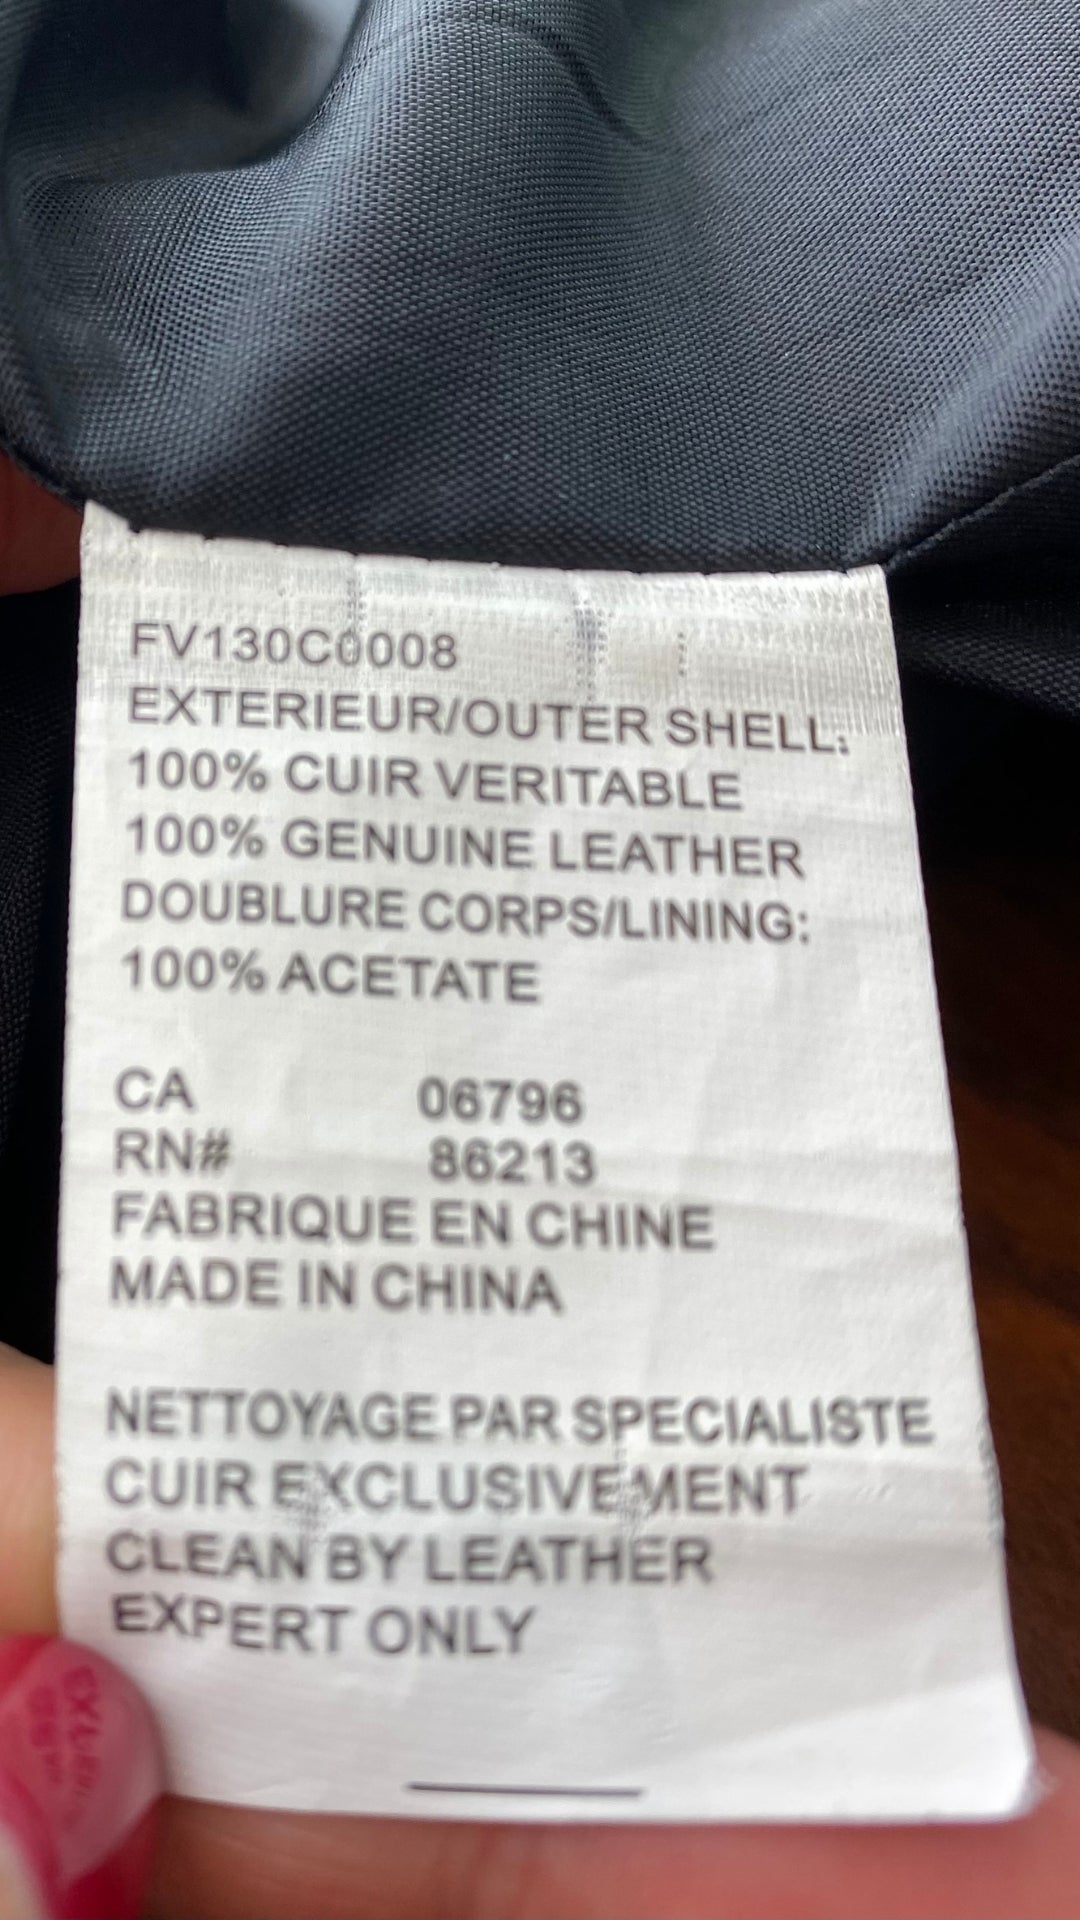 FV130C0008
EXTERIEUR/OUTER SHELL:
100% CUIR VERITABLE
100% GENUINE LEATHER
DOUBLURE CORPS/LINING:
100% ACETATE
CA 06796
RN# 86213
FABRIQUE EN CHINE
MADE IN CHINA
NETTOYAGE PAR SPECIALISTE
CUIR EXCLUSIVEMENT
CLEAN BY LEATHER
EXPERT ONLY